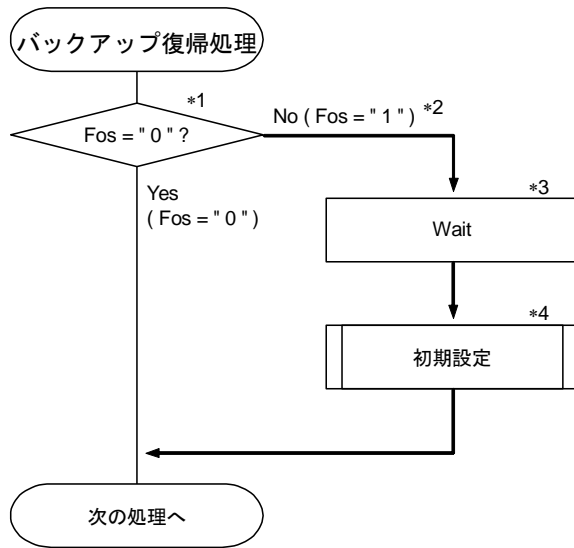 バックアップ復帰処理
*1
Fos = " 0 " ?
No ( Fos = " 1 " ) *2
Yes
( Fos = " 0 " )
*3
Wait
*4
初期設定
次の処理へ